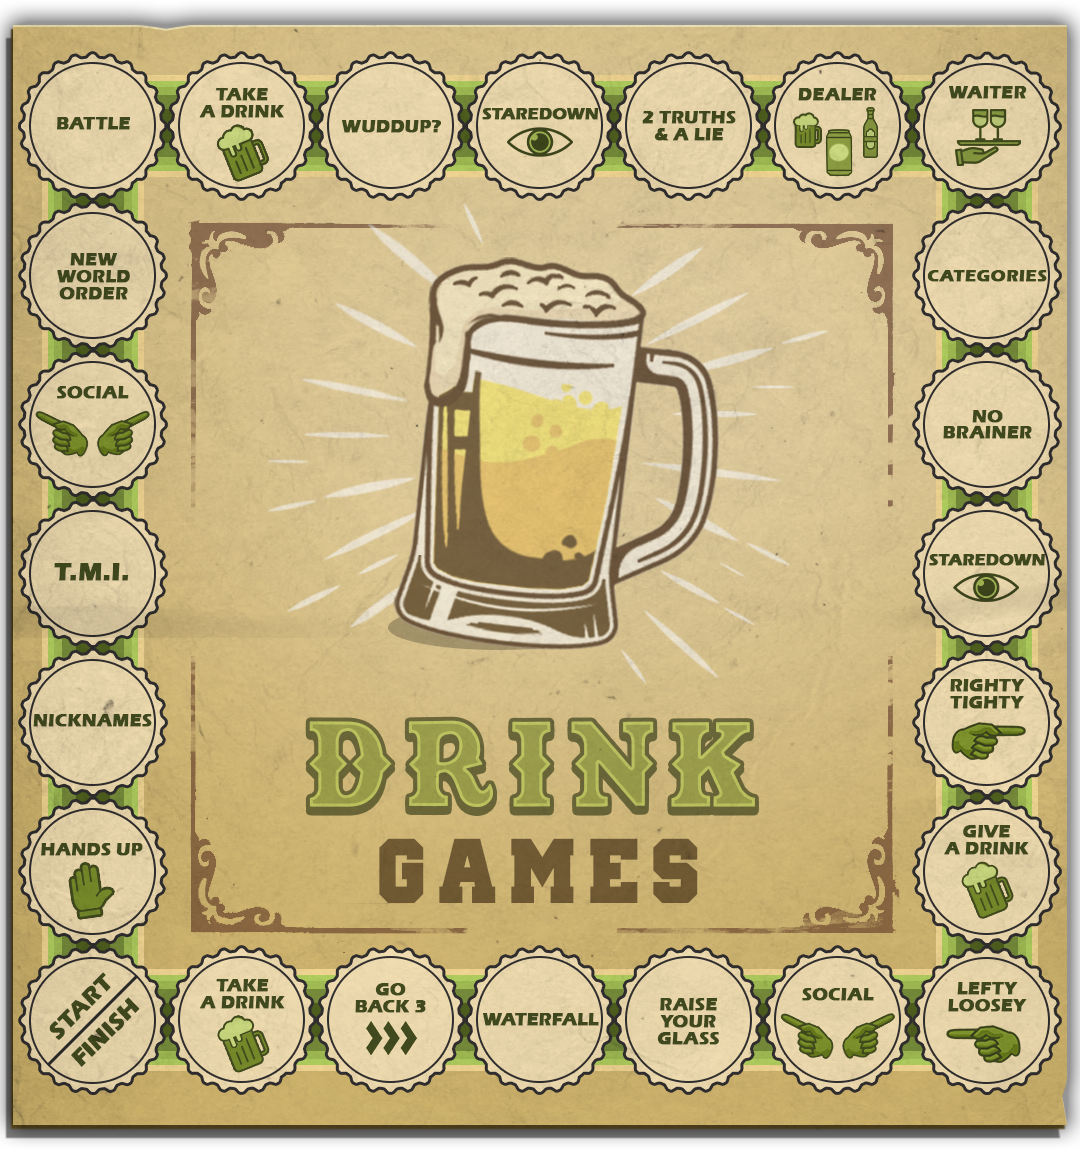 BATTLE
TAKE
A DRINK
WUDDUP?
STAREDOWN
2 TRUTHS
& A LIE
DEALER
WAITER
NEW
WORLD
ORDER
CATEGORIES
SOCIAL
NO
BRAINER
T.M.I.
STAREDOWN
NICKNAMES
RIGHTY
TIGHTY
HANDS UP
GIVE
A DRINK
DRINK
GAMES
START
FINISH
TAKE
A DRINK
GO
BACK 3
WATERFALL
RAISE
YOUR
GLASS
SOCIAL
LEFTY
LOOSEY